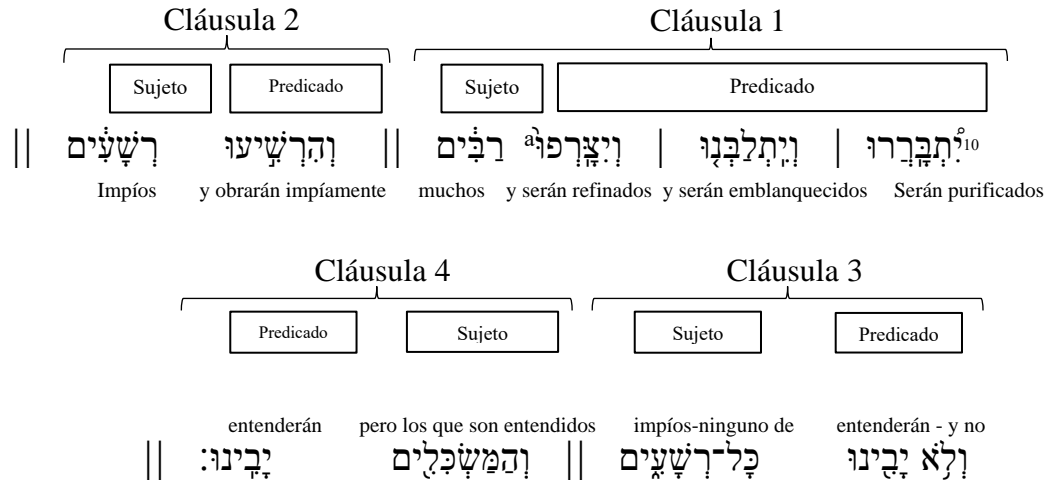 Cláusula 2 Cláusula 1
Sujeto Predicado Sujeto Predicado
10יִ֠תְבָּֽרֲרוּ | וְיִֽתְלַבְּנ֤וּ | וְיִצָּֽרְפוּ֙a רַבִּ֔ים || וְהִרְשִׁ֣יעוּ רְשָׁעִ֔ים ||
Impíos y obrarán impíamente muchos y serán refinados y serán emblanquecidos Serán purificados
Cláusula 4 Cláusula 3
Predicado Sujeto Sujeto Predicado
entenderán pero los que son entendidos impíos-ninguno de entenderán - y no
וְלֹ֥א יָבִ֖ינוּ כָּל־רְשָׁעִ֑ים || וְהַמַּשְׂכִּלִ֖ים יָבִֽינוּ׃ ||